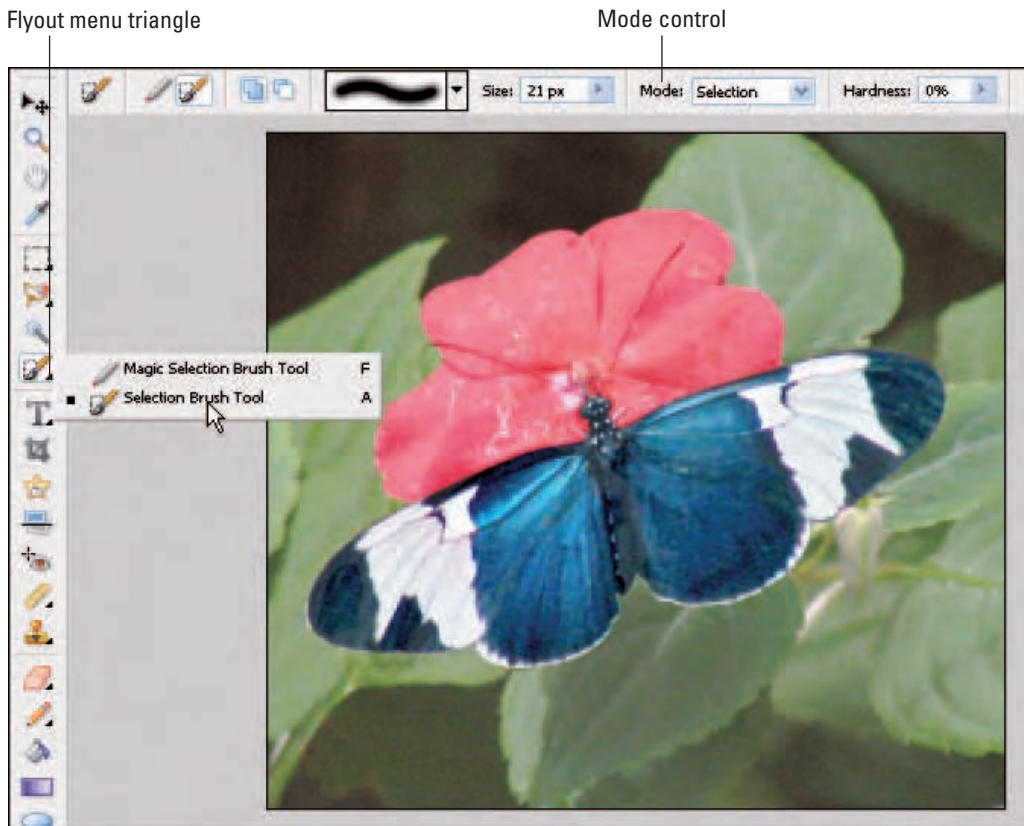 Flyout menu triangle
Mode control
Size: 21 px Mode: Selection Hardness: 0%
Magic Selection Brush Tool F
Selection Brush Tool A
T